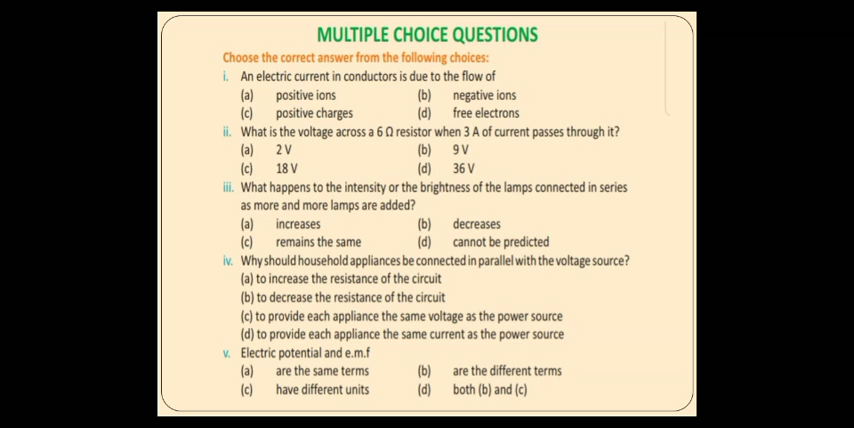 MULTIPLE CHOICE QUESTIONS
Choose the correct answer from the following choices:
i. An electric current in conductors is due to the flow of
(a) positive ions (b) negative ions
(c) positive charges (d) free electrons
ii. What is the voltage across a 6 Ω resistor when 3 A of current passes through it?
(a) 2 V (b) 9 V
(c) 18 V (d) 36 V
iii. What happens to the intensity or the brightness of the lamps connected in series
as more and more lamps are added?
(a) increases (b) decreases
(c) remains the same (d) cannot be predicted
iv. Why should household appliances be connected in parallel with the voltage source?
(a) to increase the resistance of the circuit
(b) to decrease the resistance of the circuit
(c) to provide each appliance the same voltage as the power source
(d) to provide each appliance the same current as the power source
v. Electric potential and e.m.f
(a) are the same terms (b) are the different terms
(c) have different units (d) both (b) and (c)